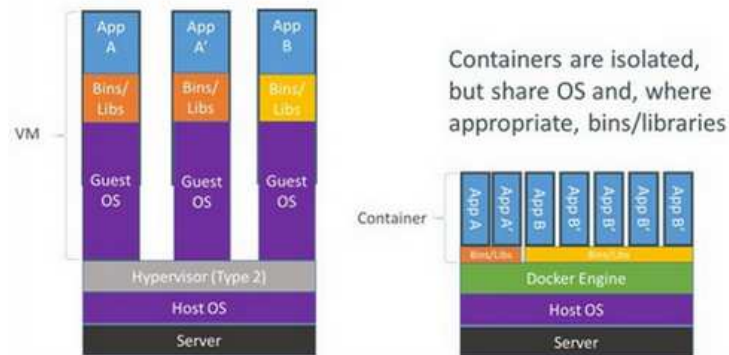 App
A
App
A'
App
B
Bins/
Libs
Bins/
Libs
Bins/
Libs
VM
Guest
OS
Guest
OS
Guest
OS
Hypervisor (Type 2)
Host OS
Server
Containers are isolated,
but share OS and, where
appropriate, bins/libraries
Container
App A
App A'
App B
App B'
App B'
App B'
App B'
Bins/Libs
Bins/Libs
Docker Engine
Host OS
Server